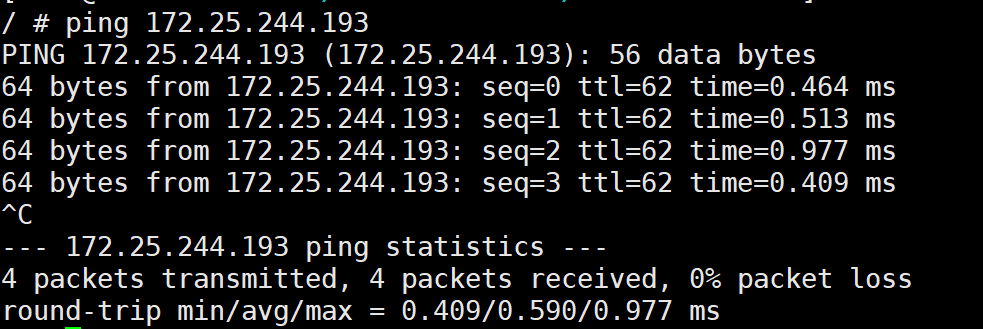 / # ping 172.25.244.193
PING 172.25.244.193 (172.25.244.193): 56 data bytes
64 bytes from 172.25.244.193: seq=0 ttl=62 time=0.464 ms
64 bytes from 172.25.244.193: seq=1 ttl=62 time=0.513 ms
64 bytes from 172.25.244.193: seq=2 ttl=62 time=0.977 ms
64 bytes from 172.25.244.193: seq=3 ttl=62 time=0.409 ms
^C
--- 172.25.244.193 ping statistics ---
4 packets transmitted, 4 packets received, 0% packet loss
round-trip min/avg/max = 0.409/0.590/0.977 ms